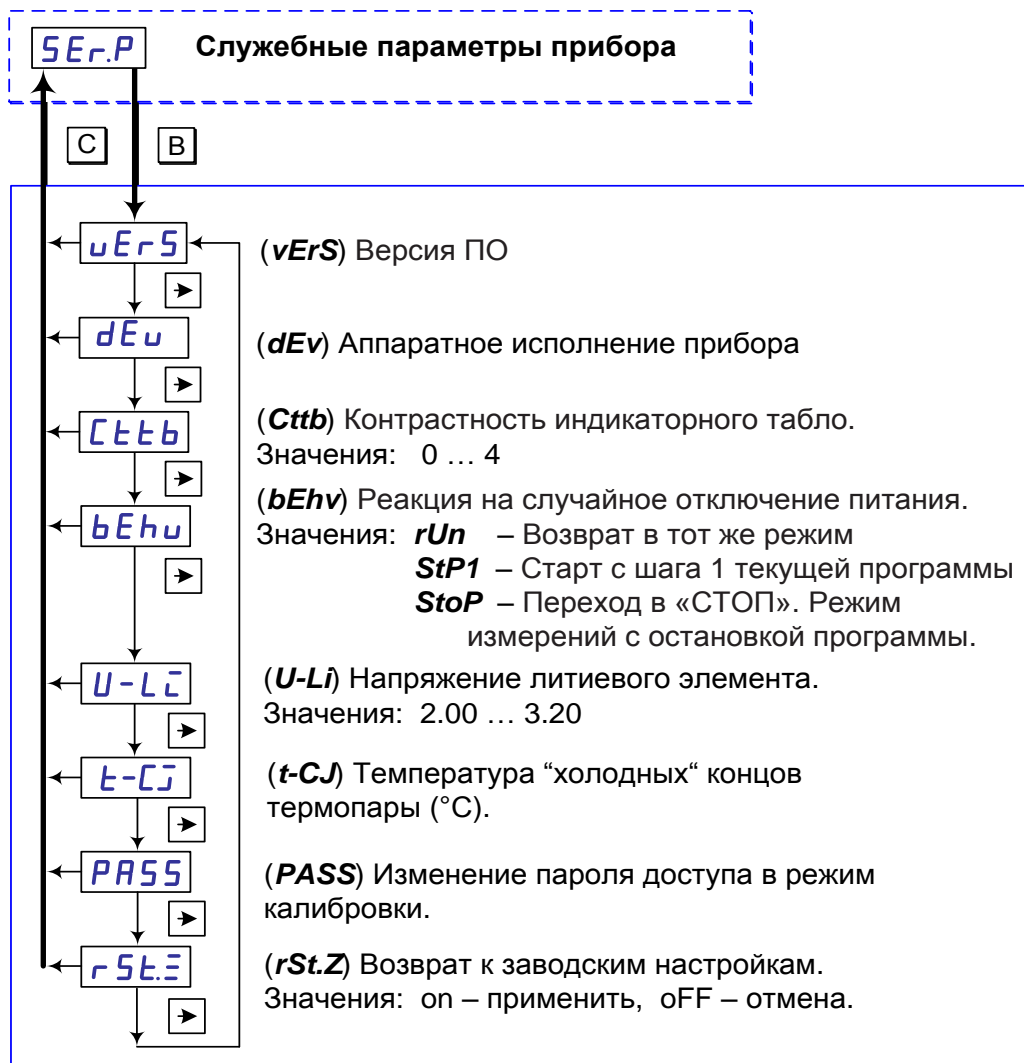 SEr.P Служебные параметры прибора
C B
vErS (vErS) Версия ПО
dEv (dEv) Аппаратное исполнение прибора
Cttb (Cttb) Контрастность индикаторного табло.
Значения: 0 … 4
bEhv (bEhv) Реакция на случайное отключение питания.
Значения: rUn – Возврат в тот же режим
StP1 – Старт с шага 1 текущей программы
StoP – Переход в «СТОП». Режим
измерений с остановкой программы.
U-Li (U-Li) Напряжение литиевого элемента.
Значения: 2.00 … 3.20
t-CJ (t-CJ) Температура “холодных“ концов
термопары (°C).
PASS (PASS) Изменение пароля доступа в режим
калибровки.
rSt.Z (rSt.Z) Возврат к заводским настройкам.
Значения: on – применить, oFF – отмена.